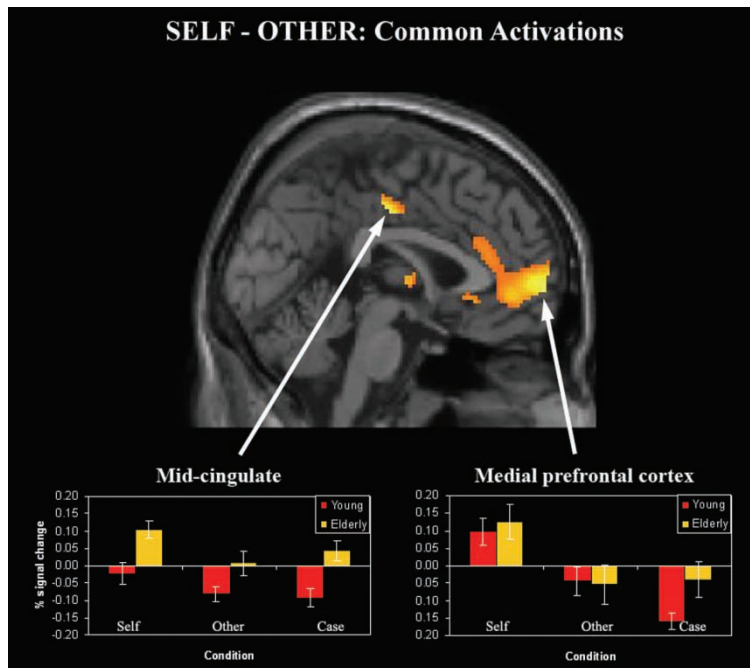 SELF - OTHER: Common Activations
Mid-cingulate
0.20
0.15
0.10
0.05
0.00
-0.05
-0.10
-0.15
-0.20
% signal change
Young
Elderly
Self
Other
Case
Condition
Medial prefrontal cortex
0.20
0.15
0.10
0.05
0.00
0.05
0.10
0.15
0.20
Young
Elderly
Self
Other
Case
Condition